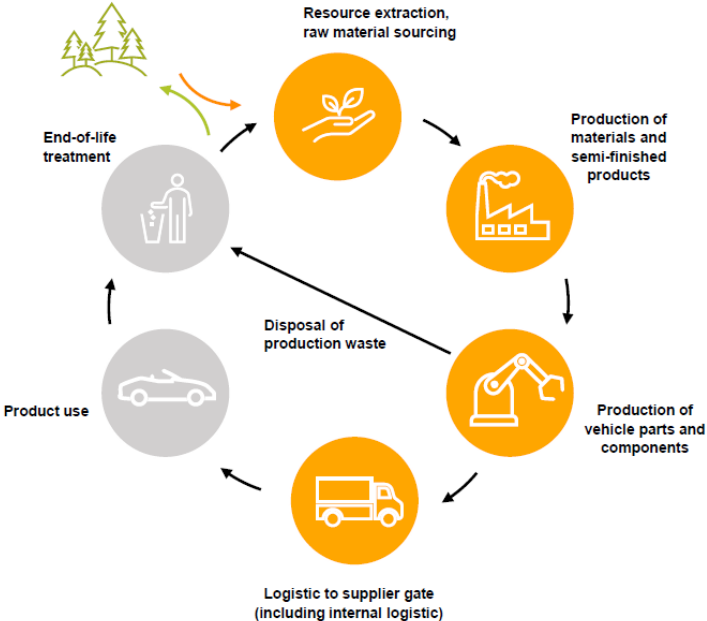 Resource extraction,
raw material sourcing
Production of
materials and
semi-finished
products
End-of-life
treatment
Disposal of
production waste
Product use
Production of
vehicle parts and
components
Logistic to supplier gate
(including internal logistic)